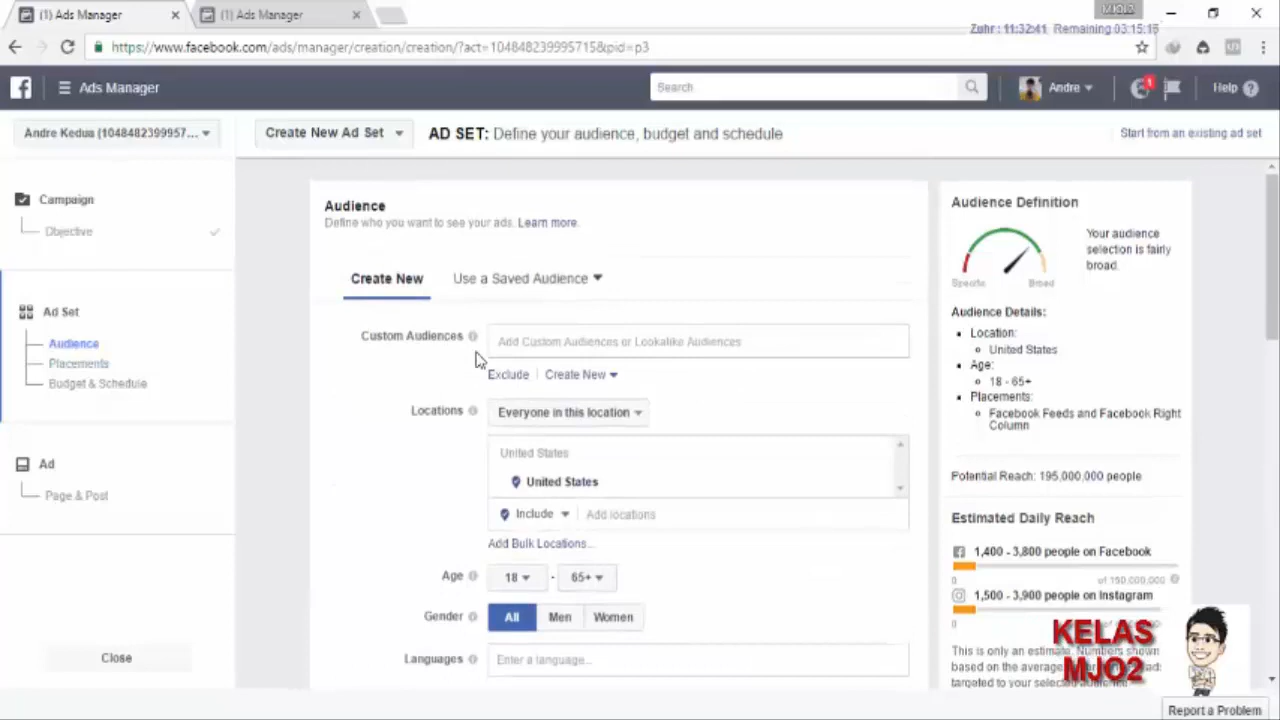 (1) Ads Manager
(1) Ads Manager
Zuhr : 11:32:41 Remaining 03:15:15
https://www.facebook.com/ads/manager/creation/creation/?act=104848239995715&pid=p3
Ads Manager
Search
Andre
1
Help
Andre Kedua (1048482399957...
Create New Ad Set
AD SET: Define your audience, budget and schedule
Start from an existing ad set
Campaign
Objective
Ad Set
Audience
Placements
Budget & Schedule
Ad
Page & Post
Close
Audience
Define who you want to see your ads. Learn more.
Create New
Use a Saved Audience
Custom Audiences
Add Custom Audiences or Lookalike Audiences
Exclude | Create New
Locations
Everyone in this location
United States
United States
Include
Add locations
Add Bulk Locations...
Age
18 - 65+
Gender
All Men Women
Languages
Enter a language...
Audience Definition
Your audience
selection is fairly
broad.
Specific
Broad
Audience Details:
Location:
United States
Age:
18 - 65+
Placements:
Facebook Feeds and Facebook Right
Column
Potential Reach: 195,000,000 people
Estimated Daily Reach
1,400 - 3,800 people on Facebook
0
of 150,000,000
1,500 - 3,900 people on Instagram
0
This is only an estimate. Numbers shown
based on the average
targeted to your selected
KELAS
MJO2
Report a Problem